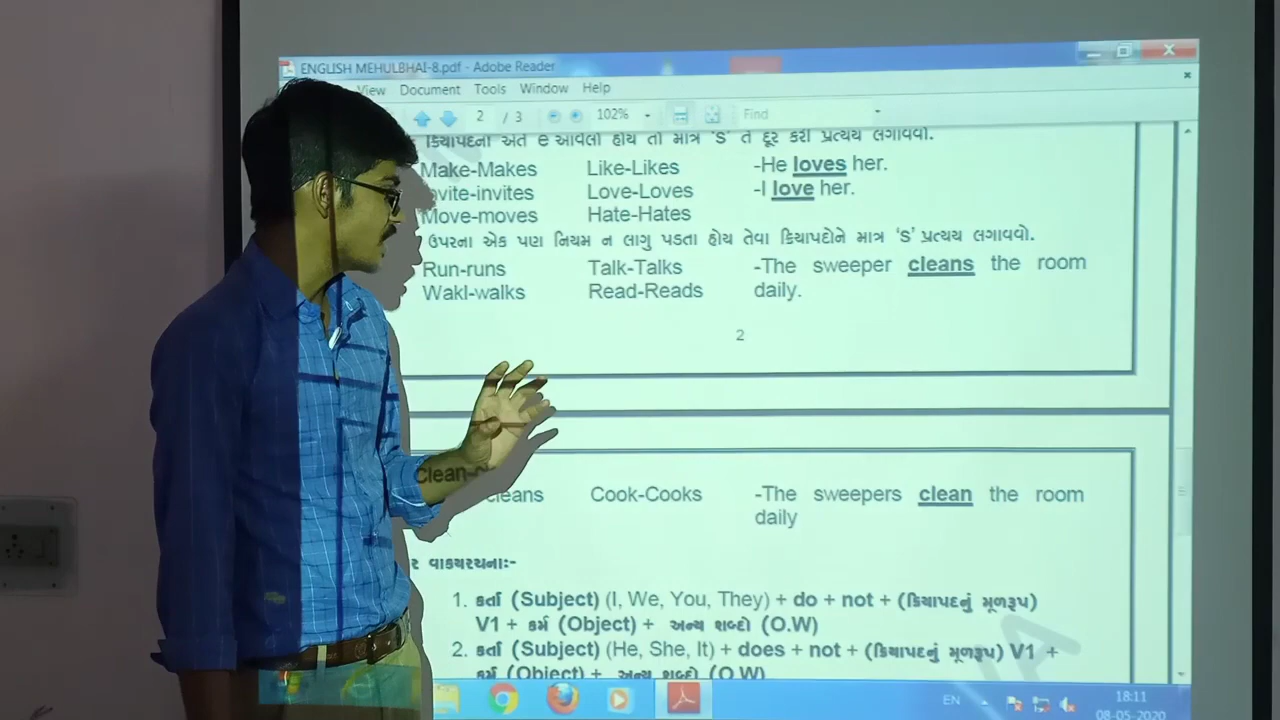 ENGLISH MEHULBHAI-8.pdf - Adobe Reader
View Document Tools Window Help
2 / 3 102% Find
ક્રિયાપદના અંતે e આવેલો હોય તો માત્ર 'S' તે દૂર કરી પ્રત્યય લગાવવો.
Make-Makes Like-Likes -He loves her.
nvite-invites Love-Loves -I love her.
Move-moves Hate-Hates
ઉપરના એક પણ નિયમ ન લાગુ પડતા હોય તેવા ક્રિયાપદોને માત્ર 'S' પ્રત્યય લગાવવો.
Run-runs Talk-Talks -The sweeper cleans the room
Wakl-walks Read-Reads daily.
2
Clean-cleans Cook-Cooks -The sweepers clean the room
daily
ર વાક્યરચનાઃ-
1. કર્તા (Subject) (I, We, You, They) + do + not + (ક્રિયાપદનું મૂળરૂપ)
V1 + કર્મ (Object) + અન્ય શબ્દો (O.W)
2. કર્તા (Subject) (He, She, It) + does + not + (ક્રિયાપદનું મૂળરૂપ) V1 +
કર્મ (Object) + અન્ય શબ્દો (O.W)
EN 18:11
08-05-2020